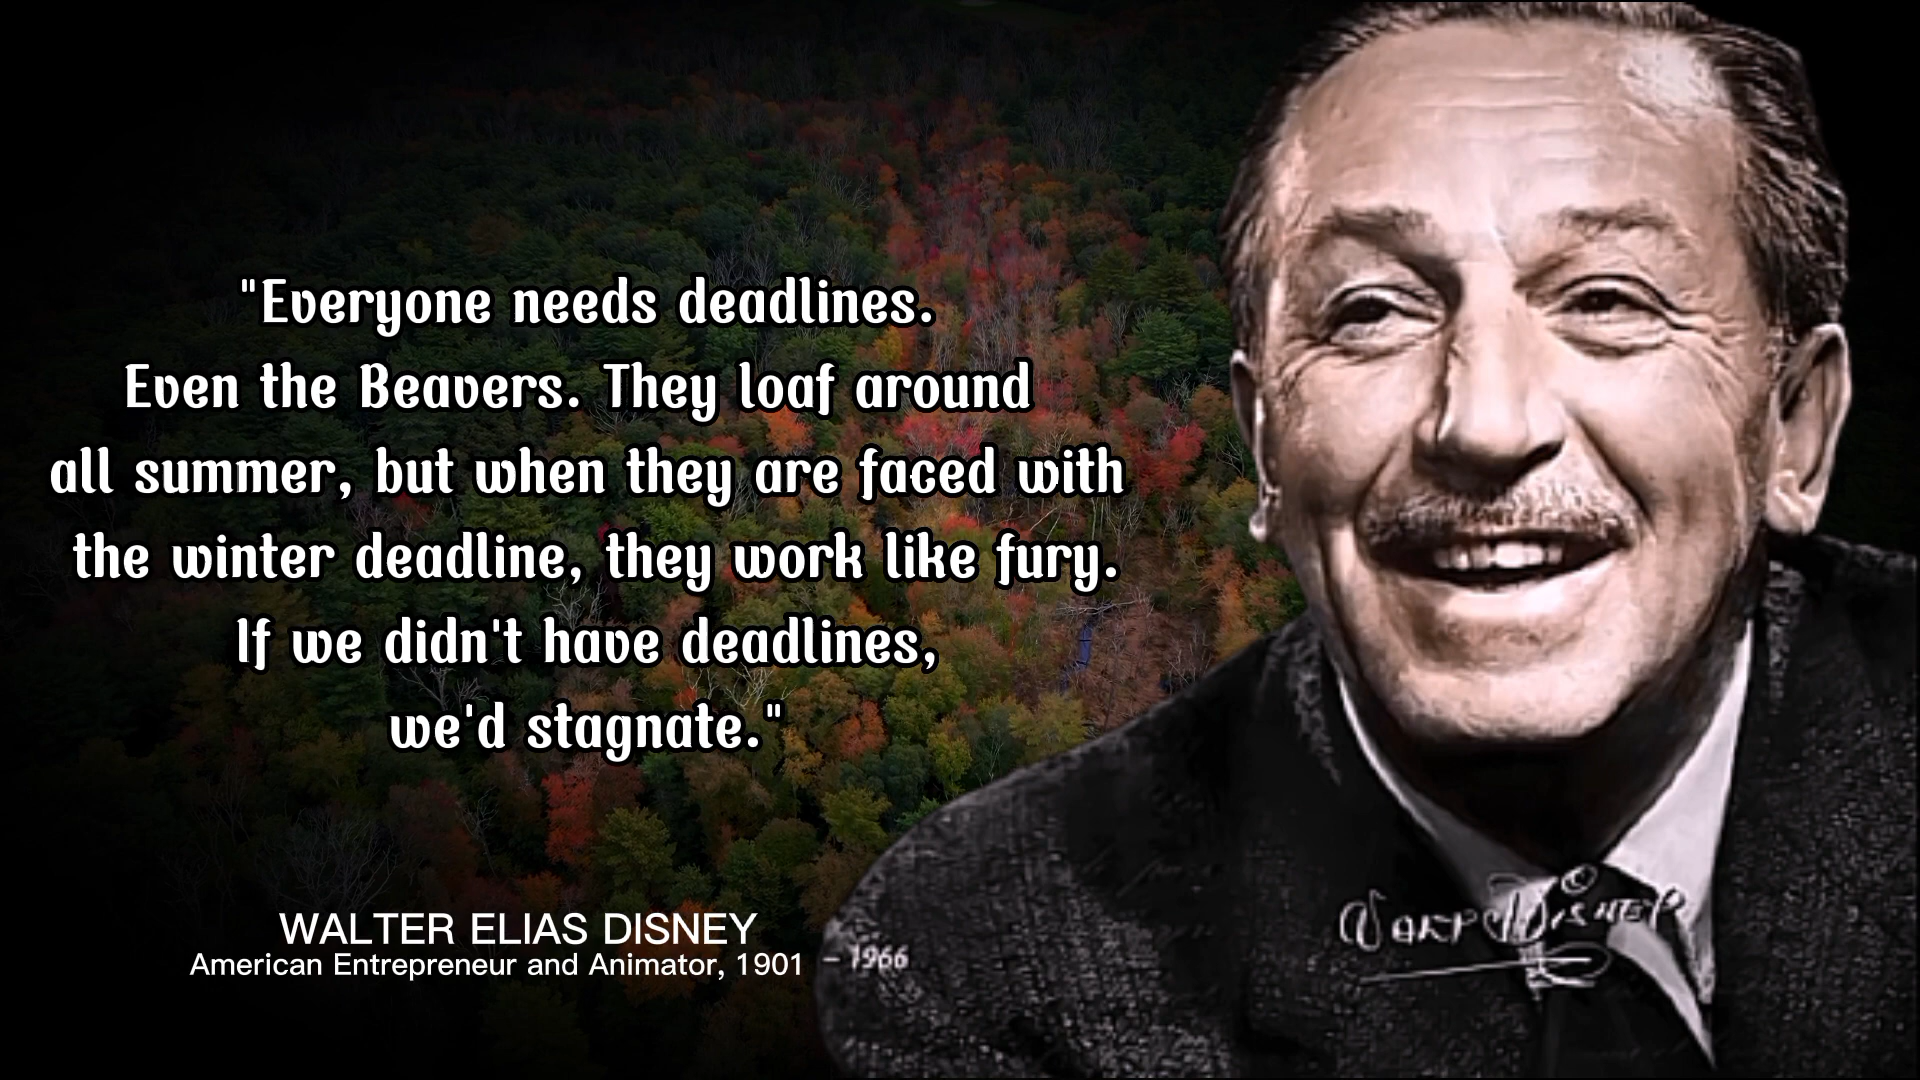 "Everyone needs deadlines.
Even the Beavers. They loaf around
all summer, but when they are faced with
the winter deadline, they work like fury.
If we didn't have deadlines,
we'd stagnate."
WALTER ELIAS DISNEY
American Entrepreneur and Animator, 1901 – 1966